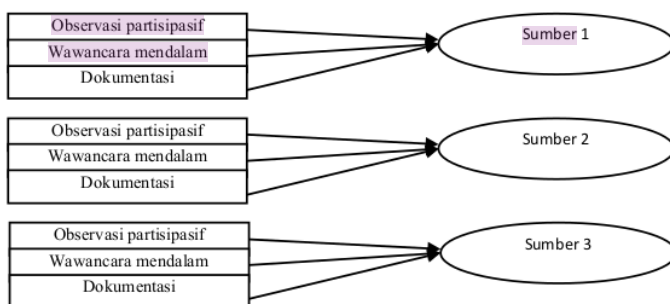 Observasi partisipasif
Wawancara mendalam
Dokumentasi
Sumber 1
Observasi partisipasif
Wawancara mendalam
Dokumentasi
Sumber 2
Observasi partisipasif
Wawancara mendalam
Dokumentasi
Sumber 3